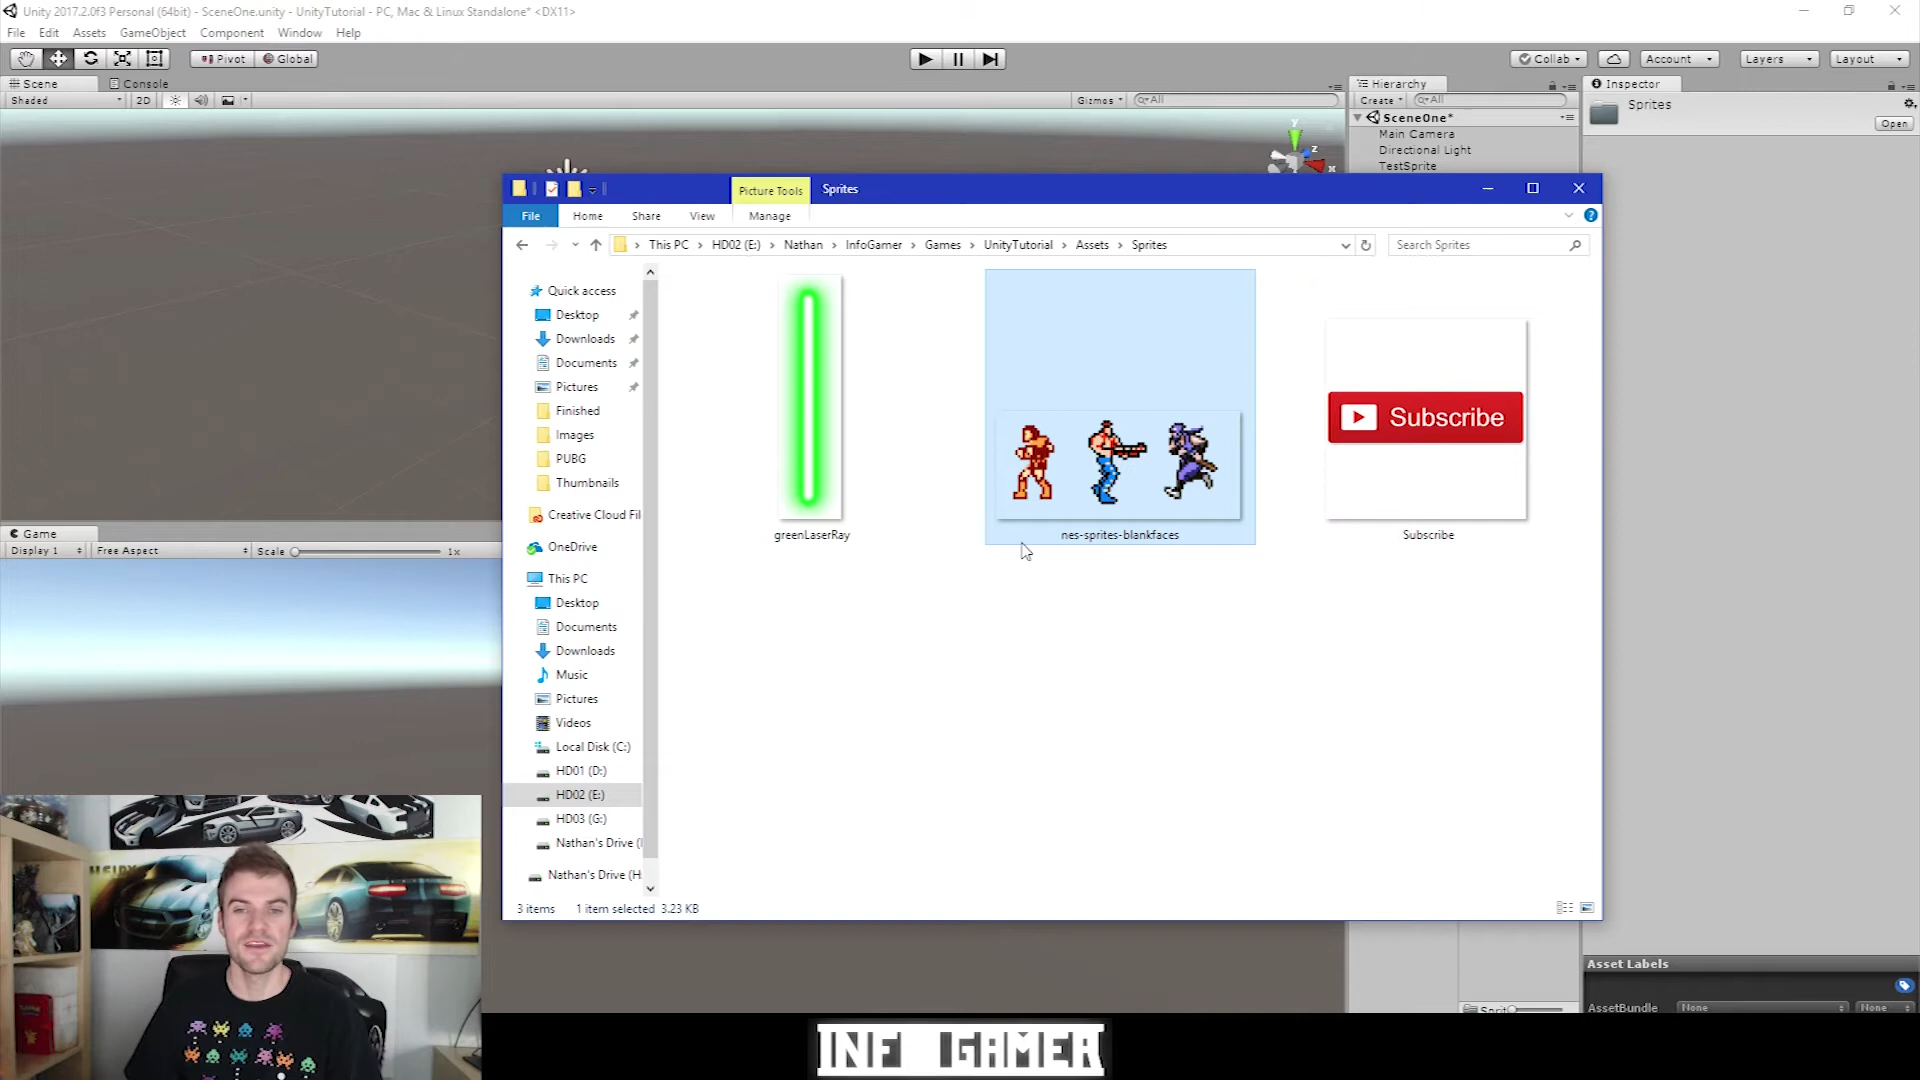 Unity 2017.2.0f3 Personal (64bit) - SceneOne.unity - UnityTutorial - PC, Mac & Linux Standalone* <DX11>
File Edit Assets GameObject Component Window Help
Pivot Global Collab Account Layers Layout
Scene Console Hierarchy Inspector
Shaded 2D Gizmos All Create All Sprites
SceneOne* Open
Main Camera
Directional Light
TestSprite
Picture Tools Sprites
File Home Share View Manage
This PC HD02 (E:) Nathan InfoGamer Games UnityTutorial Assets Sprites Search Sprites
Quick access
Desktop
Downloads
Documents
Pictures
Finished
Images
PUBG
Thumbnails
Creative Cloud Fil
OneDrive
This PC
Desktop
Documents
Downloads
Music
Pictures
Videos
Local Disk (C:)
HD01 (D:)
HD02 (E:)
HD03 (G:)
Nathan's Drive (
Nathan's Drive (H
Subscribe
greenLaserRay nes-sprites-blankfaces Subscribe
3 items 1 item selected 3.23 KB
Game
Display 1 Free Aspect Scale 1x
Asset Labels
AssetBundle None None
INF GAMER